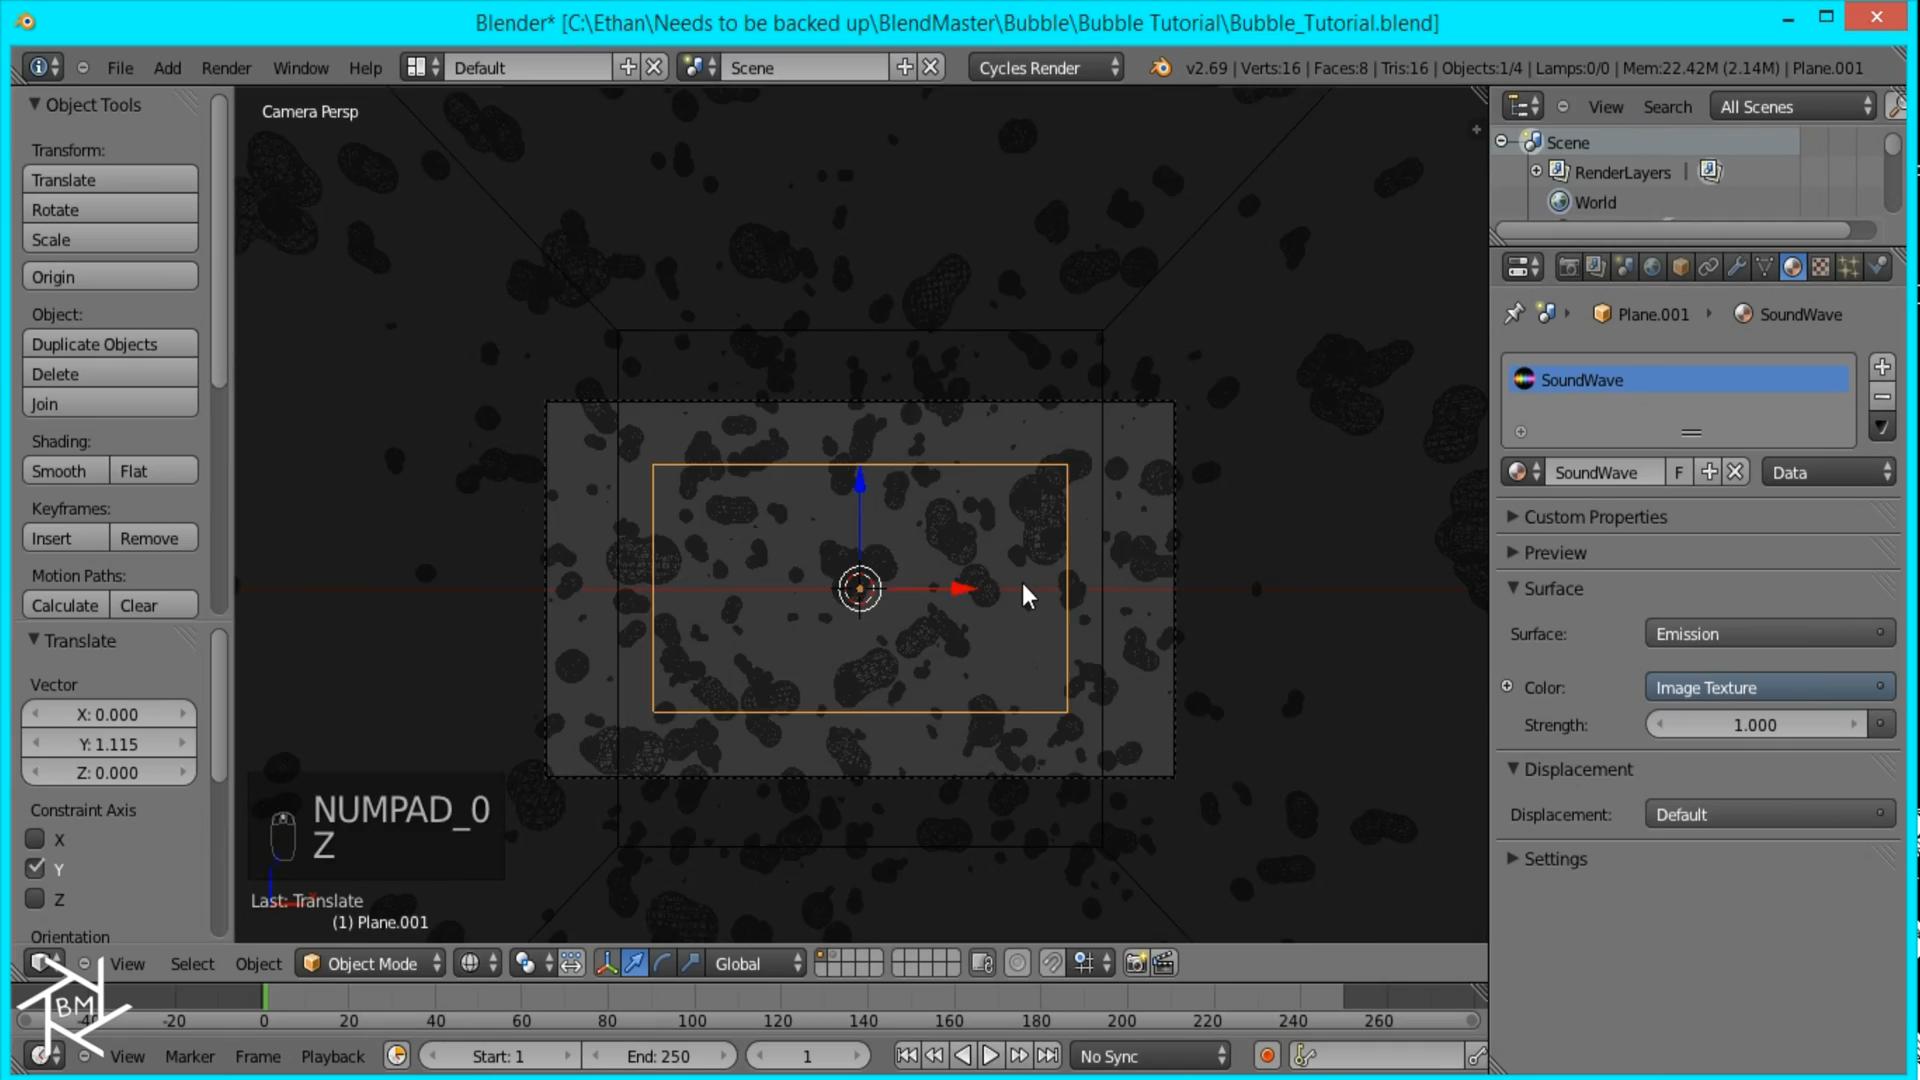 Blender* [C:\Ethan\Needs to be backed up\BlendMaster\Bubble\Bubble Tutorial\Bubble_Tutorial.blend]
File Add Render Window Help Default Scene Cycles Render v2.69 | Verts:16 | Faces:8 | Tris:16 | Objects:1/4 | Lamps:0/0 | Mem:22.42M (2.14M) | Plane.001
Object Tools
Transform:
Translate
Rotate
Scale
Origin
Object:
Duplicate Objects
Delete
Join
Shading:
Smooth Flat
Keyframes:
Insert Remove
Motion Paths:
Calculate Clear
Translate
Vector
X: 0.000
Y: 1.115
Z: 0.000
Constraint Axis
X
Y
Z
Orientation
Camera Persp
NUMPAD_0
Z
Last: Translate
(1) Plane.001
View Search All Scenes
Scene
RenderLayers
World
Plane.001 SoundWave
SoundWave
SoundWave F Data
Custom Properties
Preview
Surface
Surface: Emission
Color: Image Texture
Strength: 1.000
Displacement
Displacement: Default
Settings
View Select Object Object Mode Global
BM
-40 -20 0 20 40 60 80 100 120 140 160 180 200 220 240 260
View Marker Frame Playback Start: 1 End: 250 1 No Sync